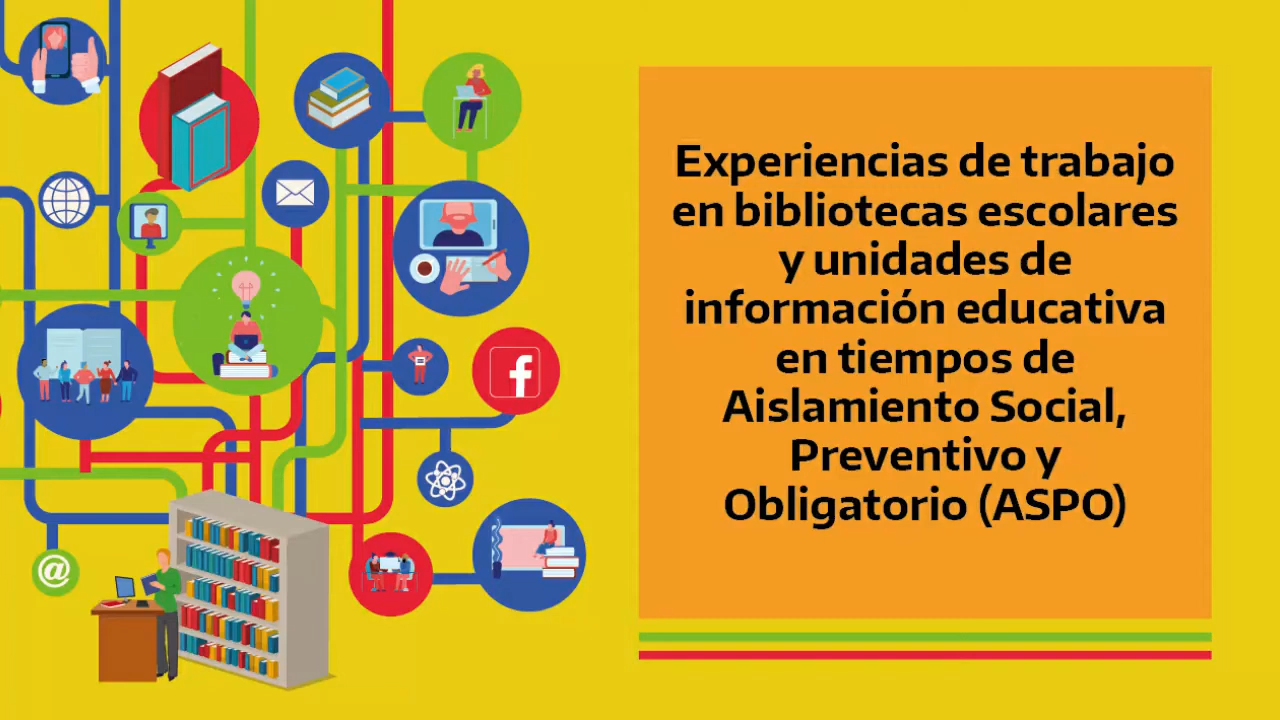 Experiencias de trabajo
en bibliotecas escolares
y unidades de
información educativa
en tiempos de
Aislamiento Social,
Preventivo y
Obligatorio (ASPO)
@
f